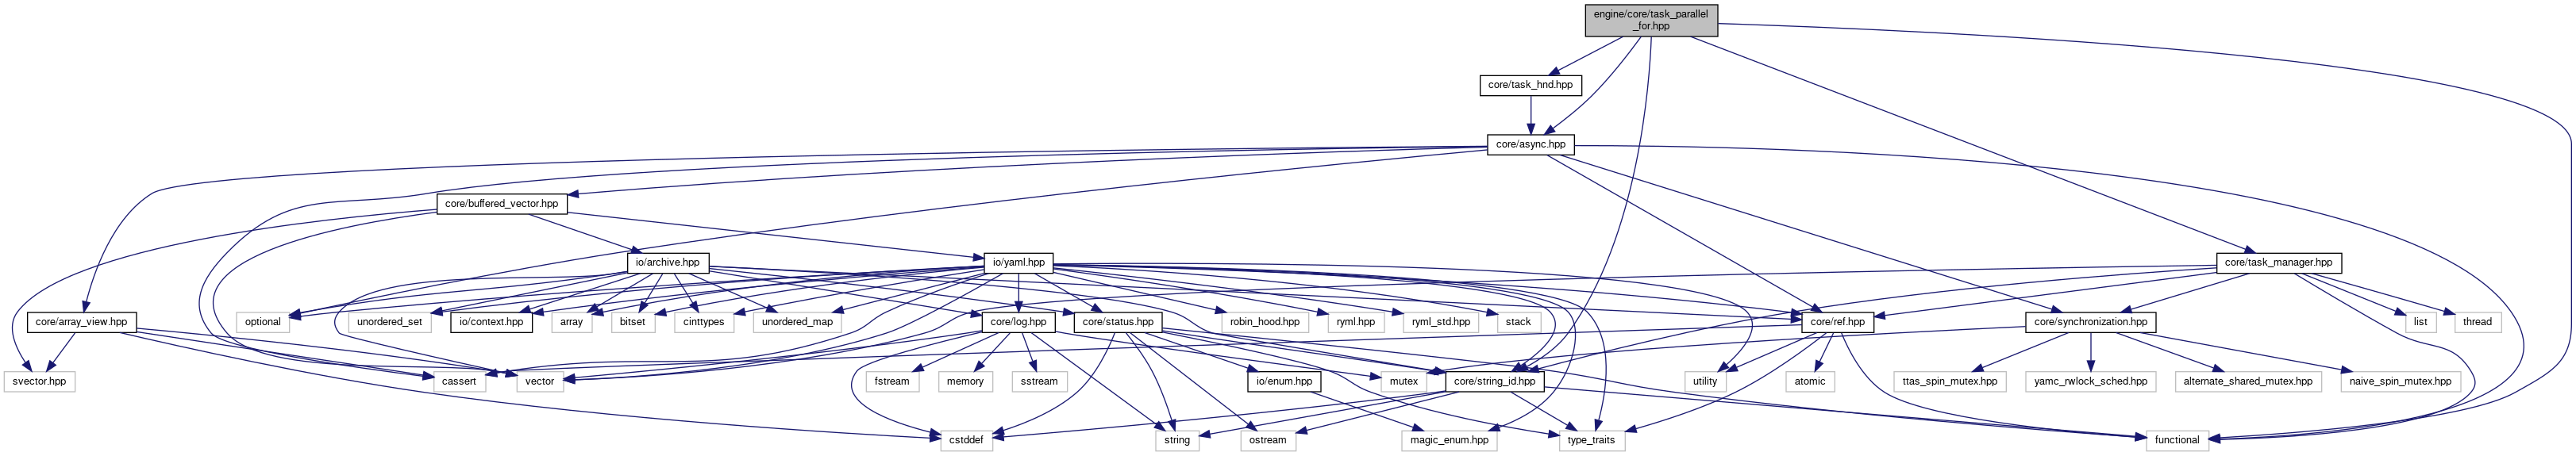 engine/core/task_parallel
_for.hpp
core/task_hnd.hpp
core/async.hpp
core/buffered_vector.hpp
io/archive.hpp
io/yaml.hpp
core/task_manager.hpp
core/array_view.hpp
optional
unordered_set
io/context.hpp
array
bitset
cinttypes
unordered_map
core/log.hpp
core/status.hpp
robin_hood.hpp
ryml.hpp
ryml_std.hpp
stack
core/ref.hpp
core/synchronization.hpp
list
thread
svector.hpp
cassert
vector
fstream
memory
sstream
io/enum.hpp
mutex
core/string_id.hpp
utility
atomic
ttas_spin_mutex.hpp
yamc_rwlock_sched.hpp
alternate_shared_mutex.hpp
naive_spin_mutex.hpp
cstddef
string
ostream
magic_enum.hpp
type_traits
functional